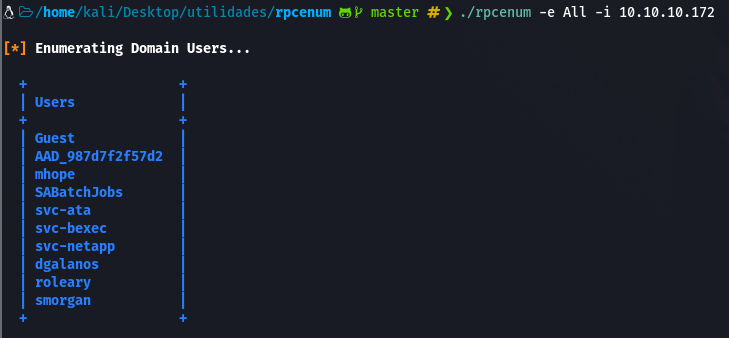 /home/kali/Desktop/utilidades/rpcenum master # ❯ ./rpcenum -e All -i 10.10.10.172
[*] Enumerating Domain Users...
+ +
| Users |
+ +
| Guest |
| AAD_987d7f2f57d2 |
| mhope |
| SABatchJobs |
| svc-ata |
| svc-bexec |
| svc-netapp |
| dgalanos |
| roleary |
| smorgan |
+ +